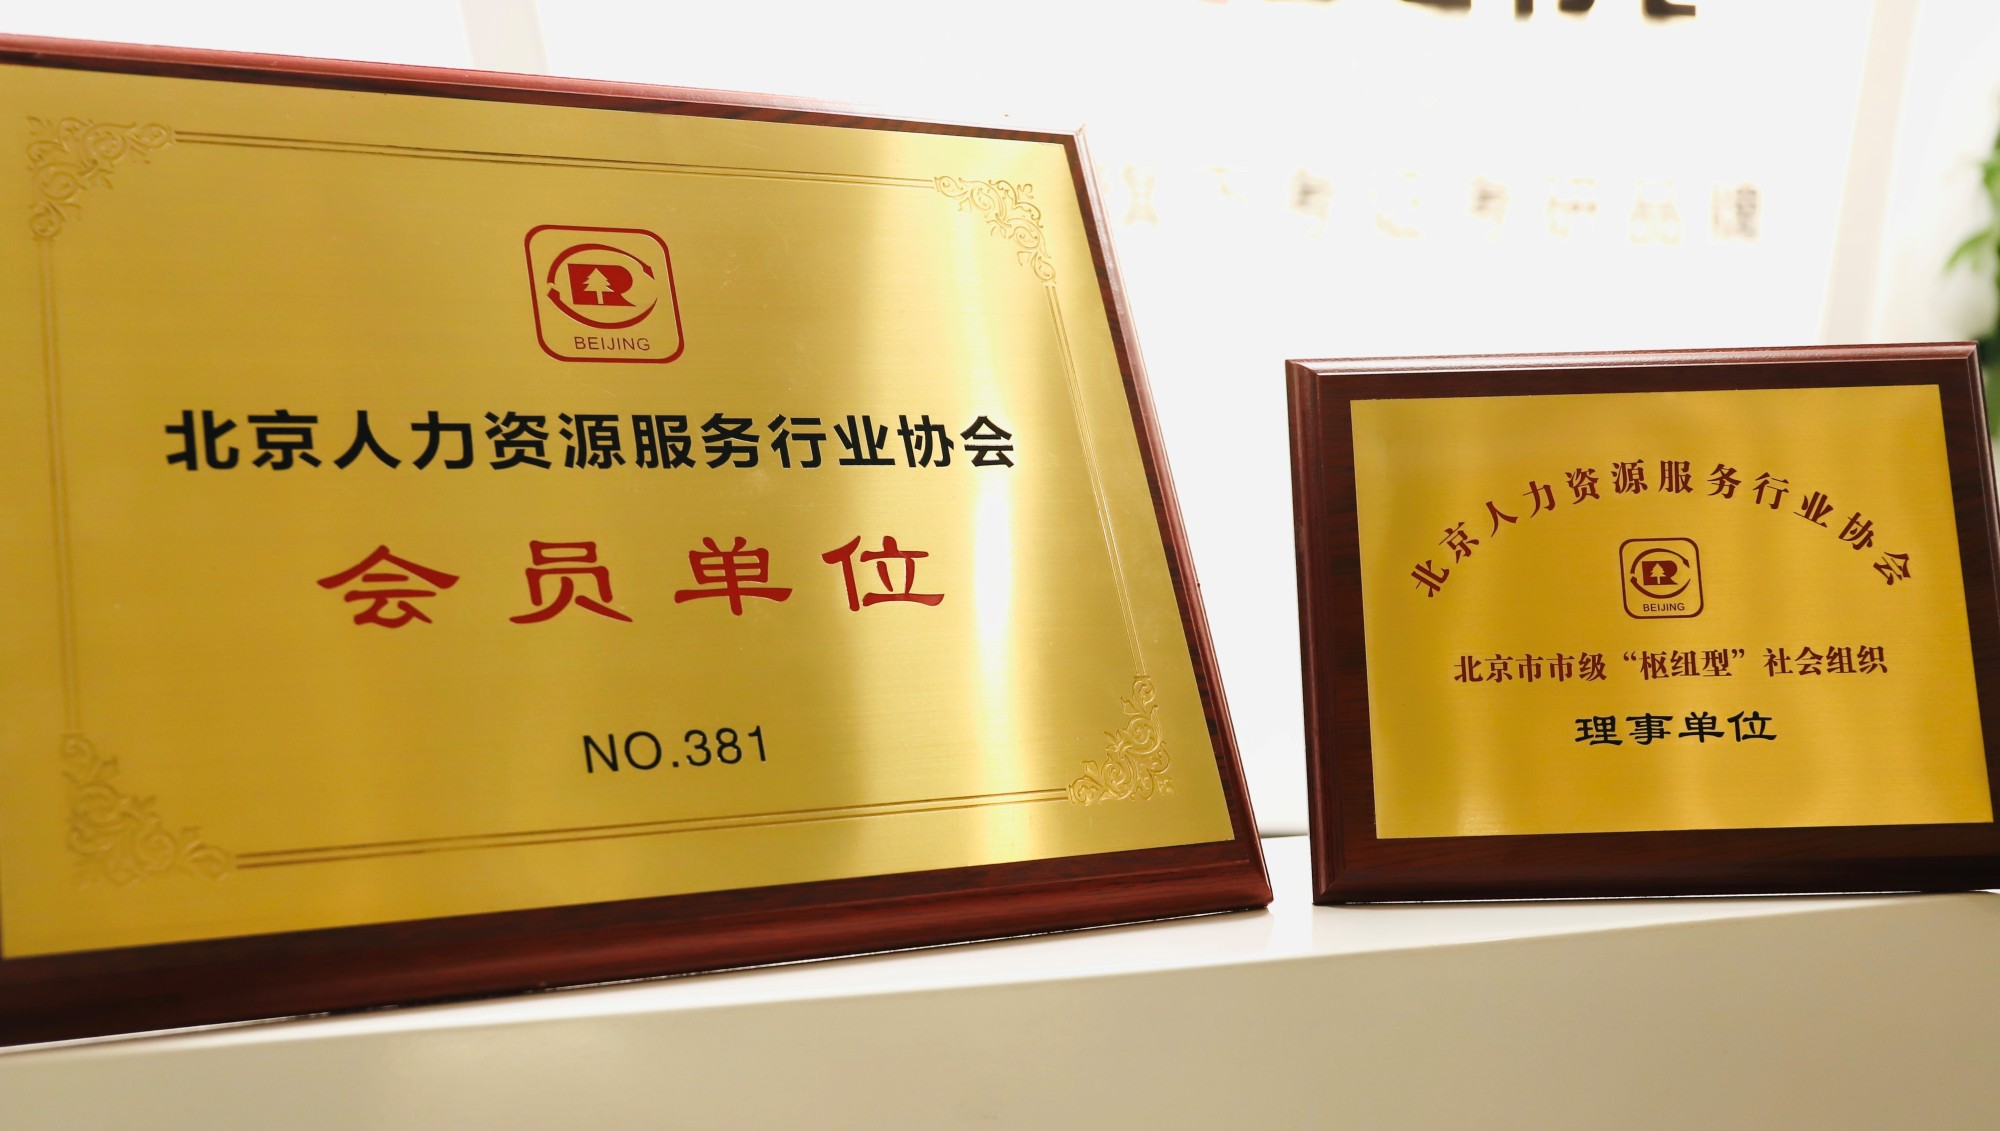 BEIJING
北京人力资源服务行业协会
会员单位
NO.381
北京人力资源服务行业协会
BEIJING
北京市市级“枢纽型”社会组织
理事单位